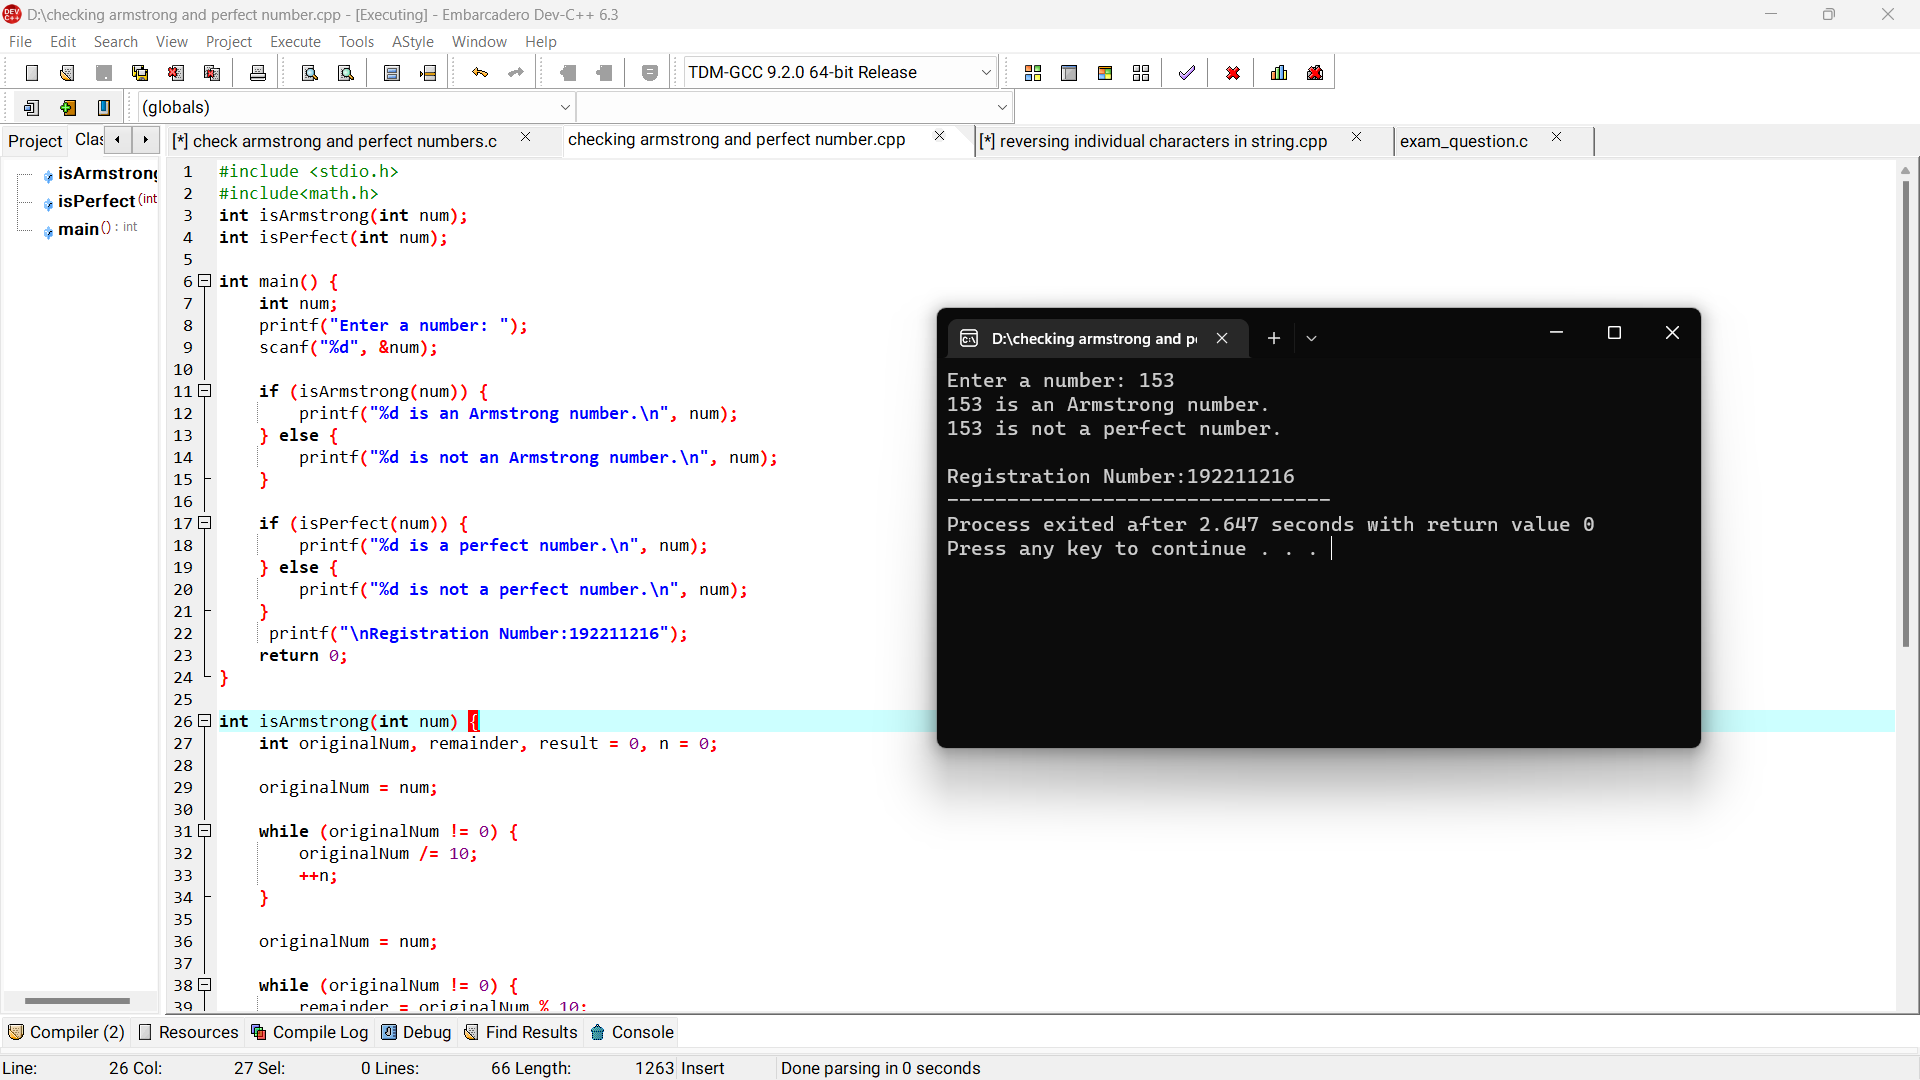 D:\checking armstrong and perfect number.cpp - [Executing] - Embarcadero Dev-C++ 6.3
File Edit Search View Project Execute Tools AStyle Window Help
TDM-GCC 9.2.0 64-bit Release
(globals)
Project Clas
[*] check armstrong and perfect numbers.c checking armstrong and perfect number.cpp [*] reversing individual characters in string.cpp exam_question.c
isArmstrong
isPerfect (int
main () : int
1 #include <stdio.h>
2 #include<math.h>
3 int isArmstrong(int num);
4 int isPerfect(int num);
5
6 int main() {
7 int num;
8 printf("Enter a number: ");
9 scanf("%d", &num);
10
11 if (isArmstrong(num)) {
12 printf("%d is an Armstrong number.\n", num);
13 } else {
14 printf("%d is not an Armstrong number.\n", num);
15 }
16
17 if (isPerfect(num)) {
18 printf("%d is a perfect number.\n", num);
19 } else {
20 printf("%d is not a perfect number.\n", num);
21 }
22 printf("\nRegistration Number:192211216");
23 return 0;
24 }
25
26 int isArmstrong(int num) {
27 int originalNum, remainder, result = 0, n = 0;
28
29 originalNum = num;
30
31 while (originalNum != 0) {
32 originalNum /= 10;
33 ++n;
34 }
35
36 originalNum = num;
37
38 while (originalNum != 0) {
39 remainder = originalNum % 10;
D:\checking armstrong and pe
Enter a number: 153
153 is an Armstrong number.
153 is not a perfect number.
Registration Number:192211216
--------------------------------
Process exited after 2.647 seconds with return value 0
Press any key to continue . . .
Compiler (2) Resources Compile Log Debug Find Results Console
Line: 26 Col: 27 Sel: 0 Lines: 66 Length: 1263 Insert Done parsing in 0 seconds